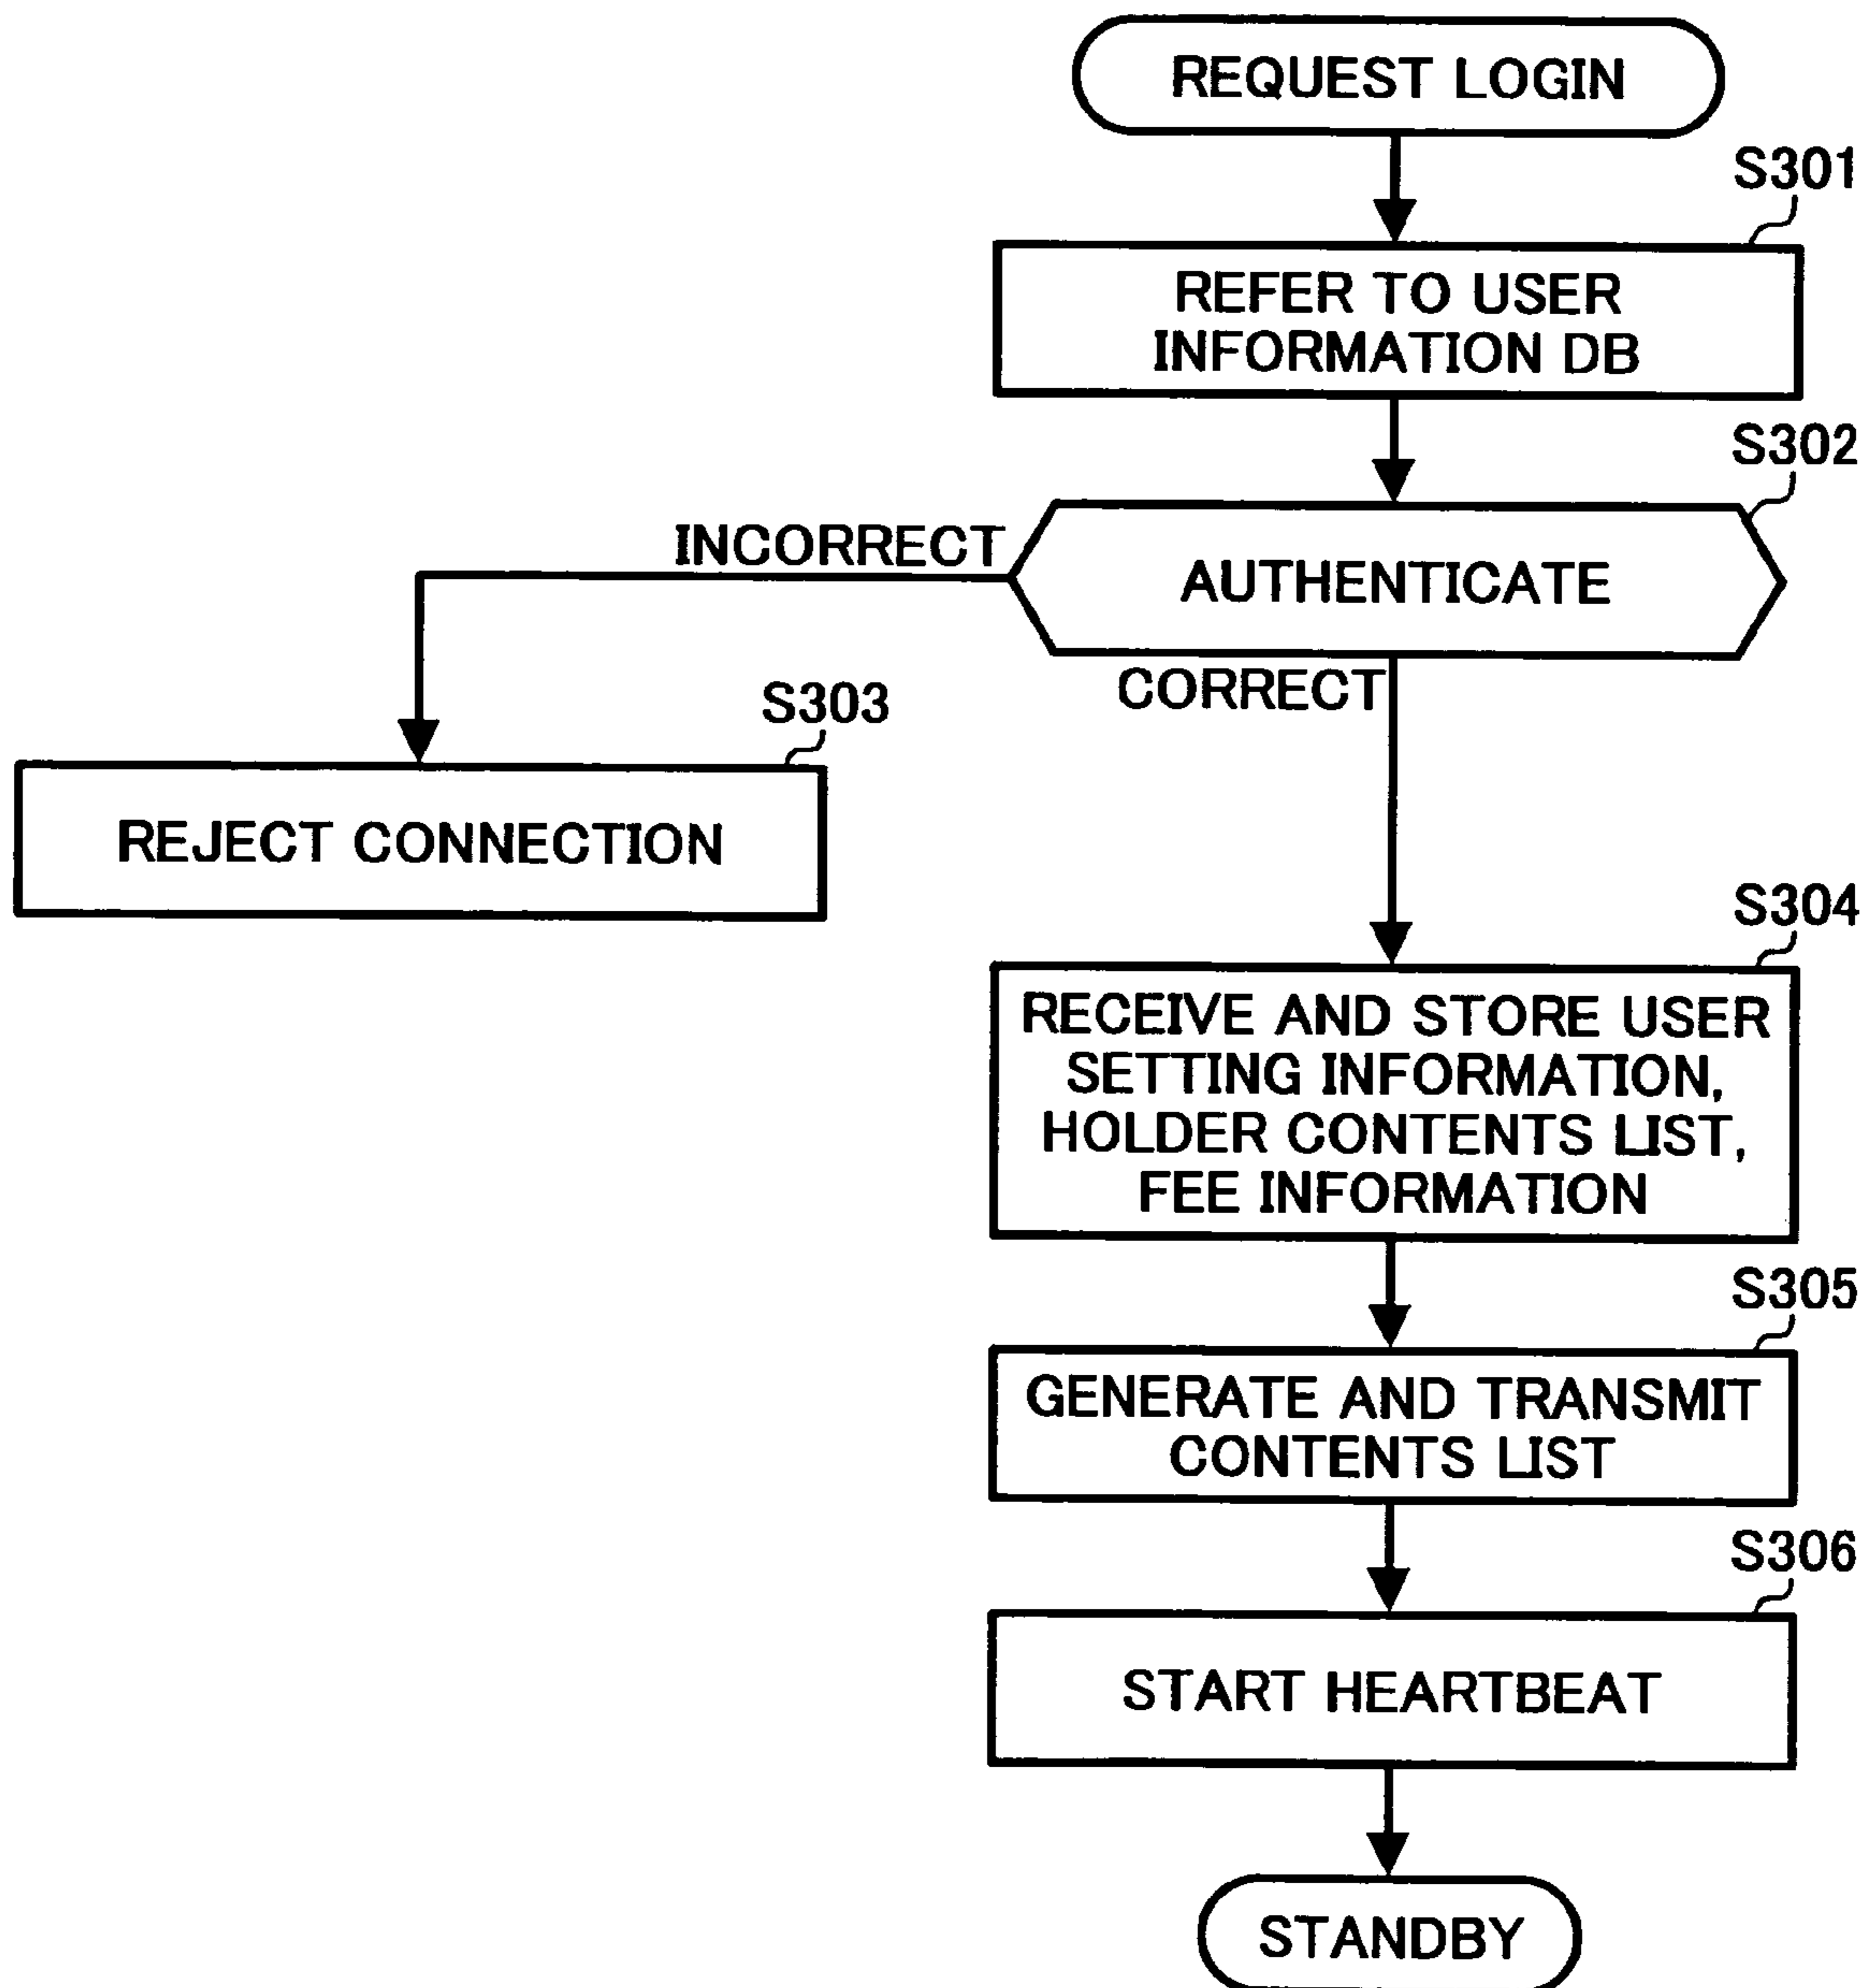 REQUEST LOGIN
S301
REFER TO USER
INFORMATION DB
S302
INCORRECT
AUTHENTICATE
CORRECT
S303
REJECT CONNECTION
S304
RECEIVE AND STORE USER
SETTING INFORMATION,
HOLDER CONTENTS LIST,
FEE INFORMATION
S305
GENERATE AND TRANSMIT
CONTENTS LIST
S306
START HEARTBEAT
STANDBY